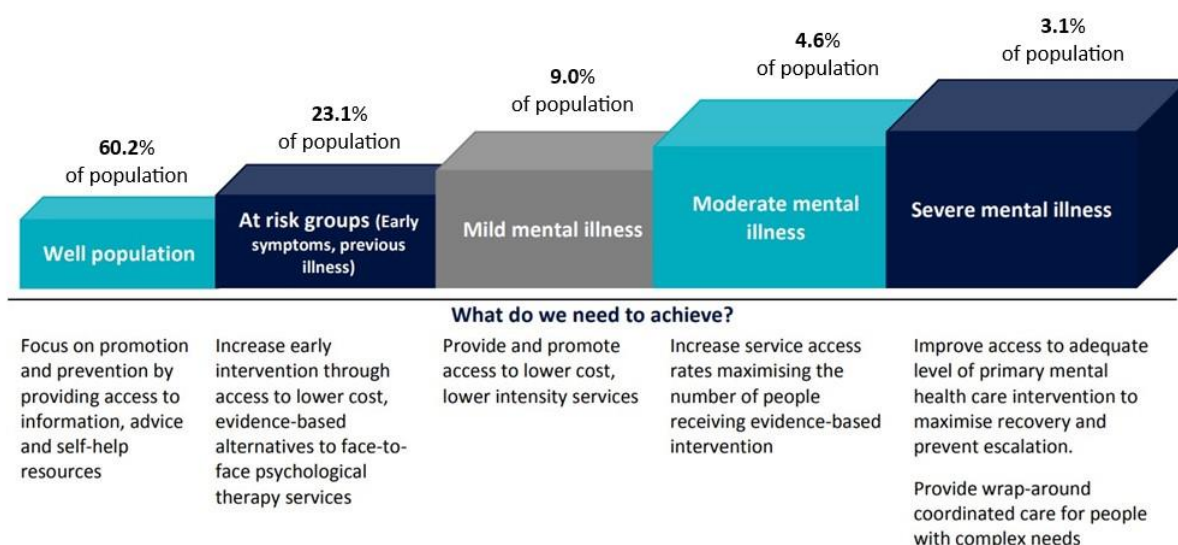 60.2%
of population
23.1%
of population
9.0%
of population
4.6%
of population
3.1%
of population
Well population
At risk groups (Early
symptoms, previous
illness)
Mild mental illness
Moderate mental
illness
Severe mental illness
What do we need to achieve?
Focus on promotion
and prevention by
providing access to
information, advice
and self-help
resources
Increase early
intervention through
access to lower cost,
evidence-based
alternatives to face-to-
face psychological
therapy services
Provide and promote
access to lower cost,
lower intensity services
Increase service access
rates maximising the
number of people
receiving evidence-based
intervention
Improve access to adequate
level of primary mental
health care intervention to
maximise recovery and
prevent escalation.
Provide wrap-around
coordinated care for people
with complex needs